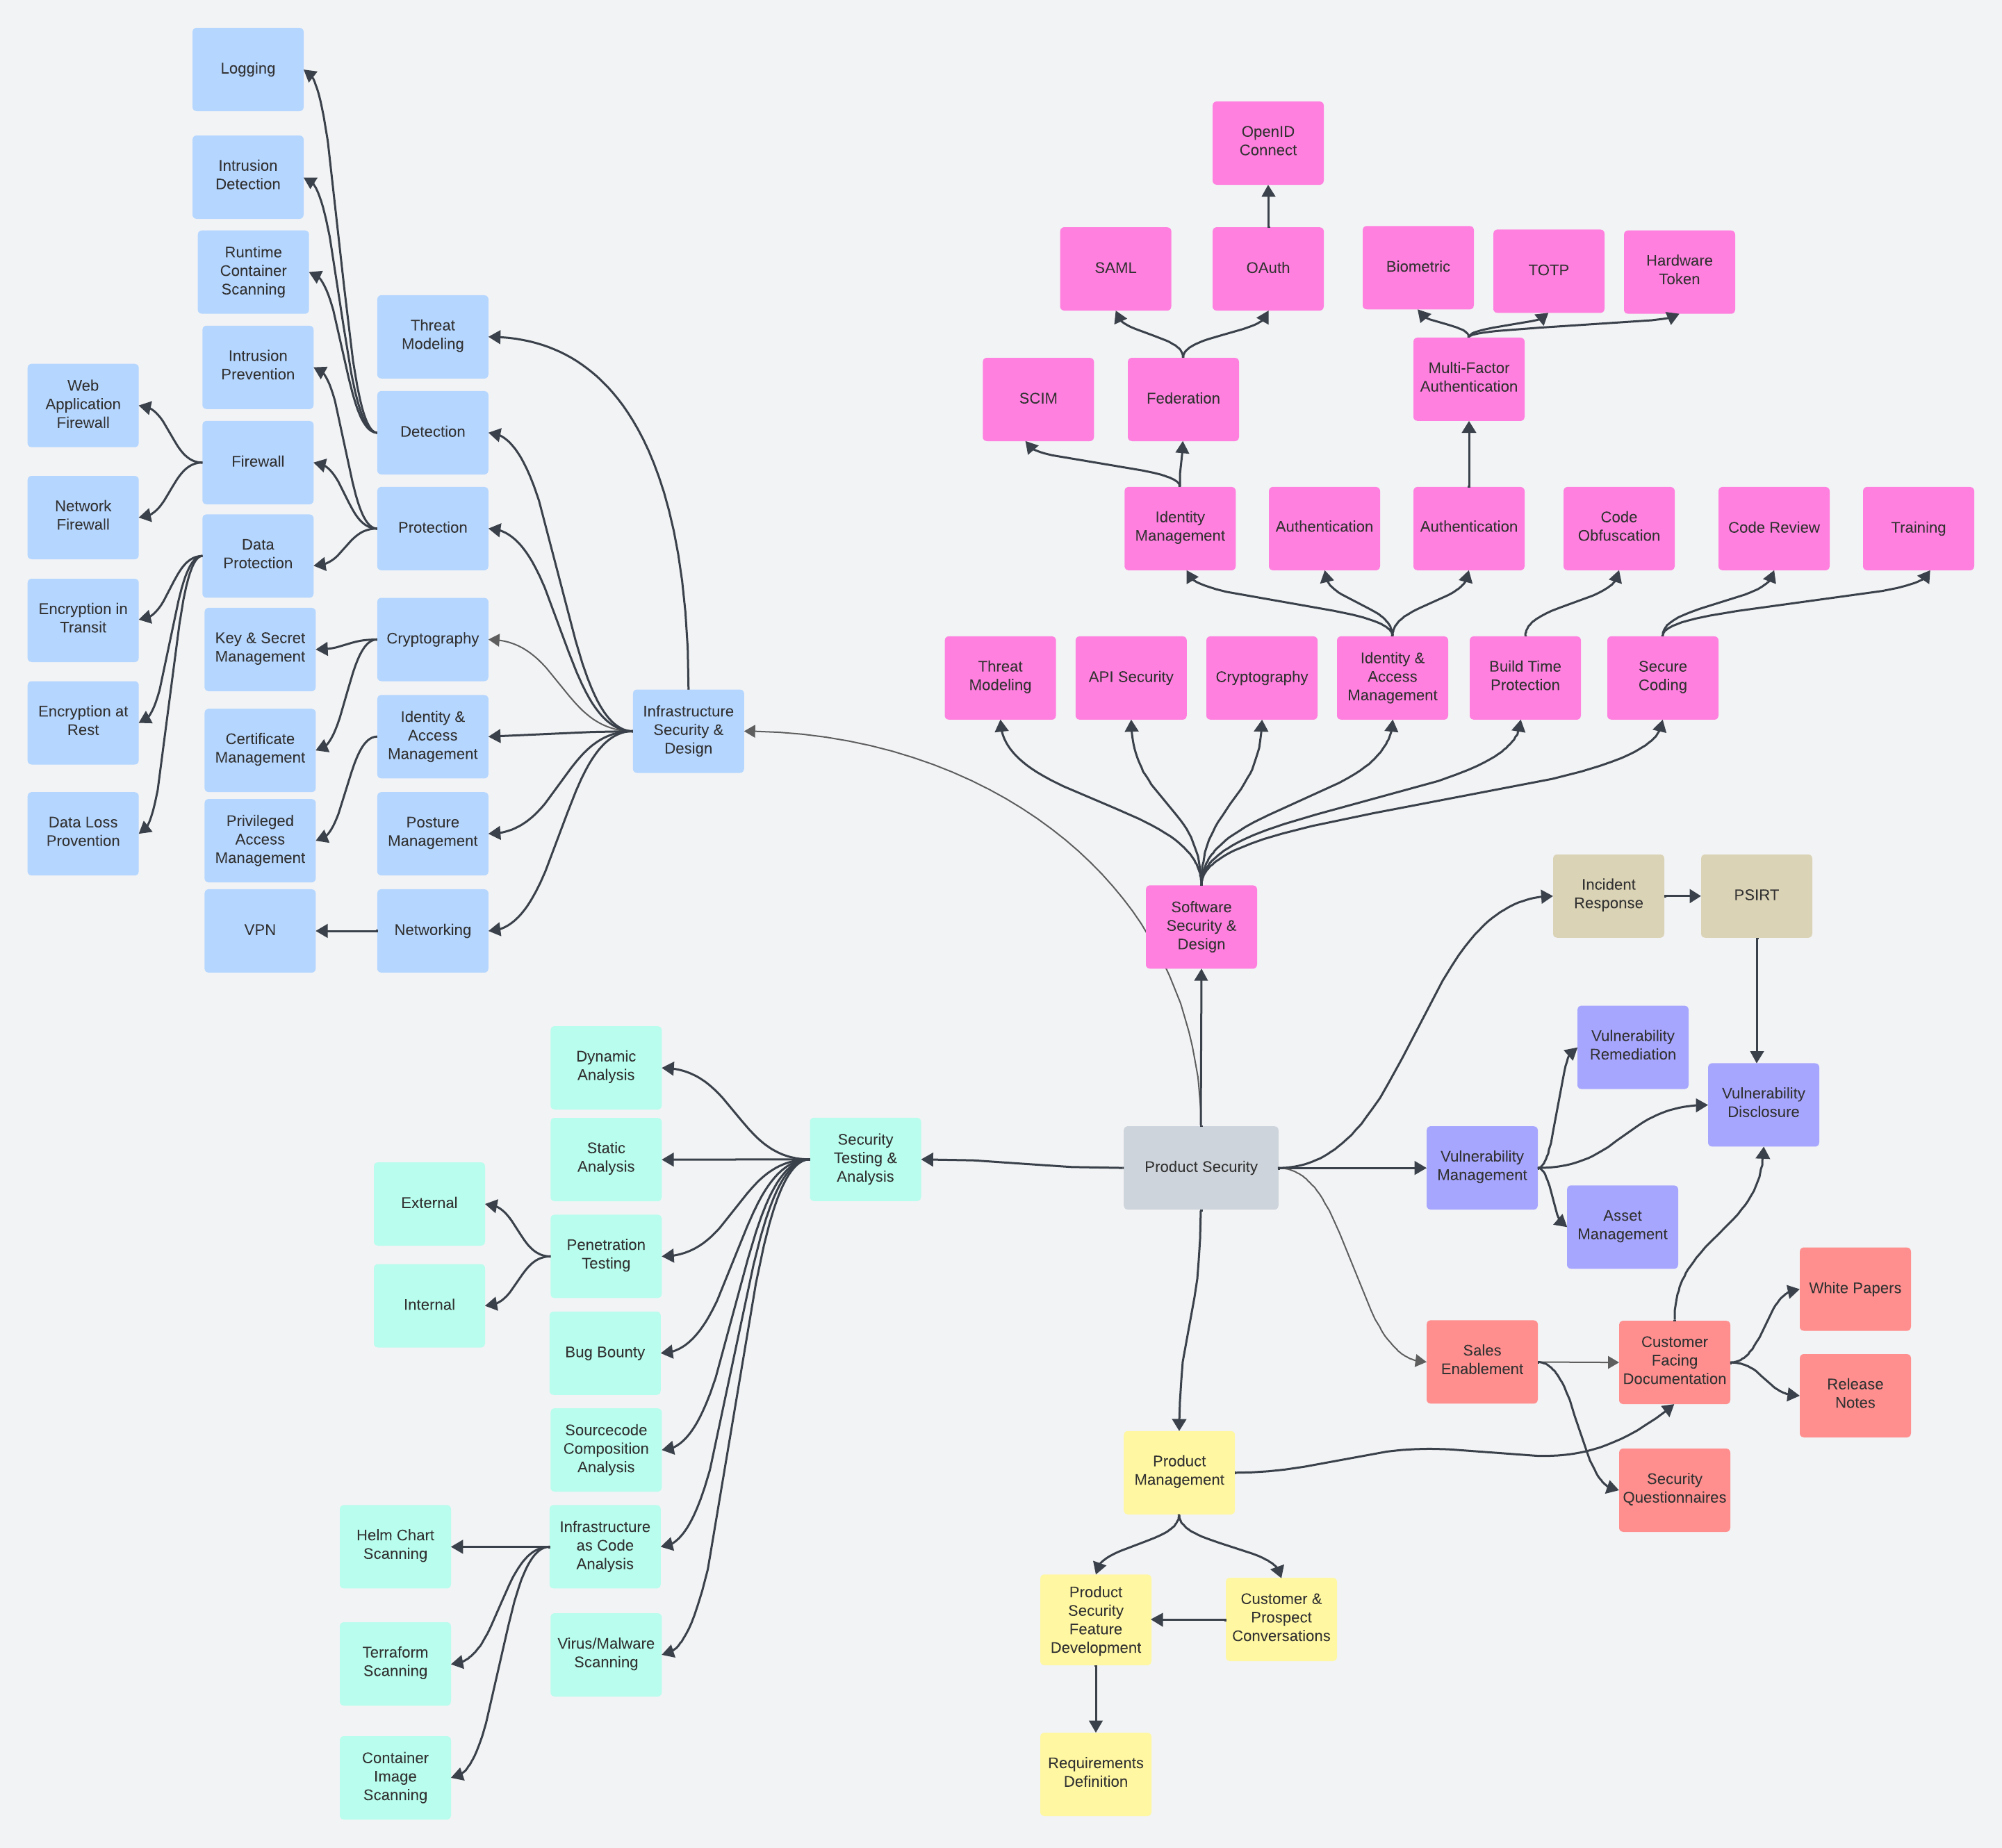 Logging
Intrusion
Detection
Runtime
Container
Scanning
Intrusion
Prevention
Web
Application
Firewall
Firewall
Network
Firewall
Data
Protection
Encryption in
Transit
Encryption at
Rest
Data Loss
Provention
Key & Secret
Management
Certificate
Management
Privileged
Access
Management
VPN
Threat
Modeling
Detection
Protection
Cryptography
Identity &
Access
Management
Posture
Management
Networking
Infrastructure
Security &
Design
OpenID
Connect
SAML
OAuth
Biometric
TOTP
Hardware
Token
SCIM
Federation
Multi-Factor
Authentication
Identity
Management
Authentication
Authentication
Code
Obfuscation
Code Review
Training
Threat
Modeling
API Security
Cryptography
Identity &
Access
Management
Build Time
Protection
Secure
Coding
Software
Security &
Design
Incident
Response
PSIRT
Vulnerability
Remediation
Vulnerability
Disclosure
Vulnerability
Management
Asset
Management
Product Security
Security
Testing &
Analysis
Dynamic
Analysis
Static
Analysis
External
Penetration
Testing
Internal
Bug Bounty
Sourcecode
Composition
Analysis
Helm Chart
Scanning
Infrastructure
as Code
Analysis
Terraform
Scanning
Virus/Malware
Scanning
Container
Image
Scanning
White Papers
Sales
Enablement
Customer
Facing
Documentation
Release
Notes
Security
Questionnaires
Product
Management
Product
Security
Feature
Development
Customer &
Prospect
Conversations
Requirements
Definition